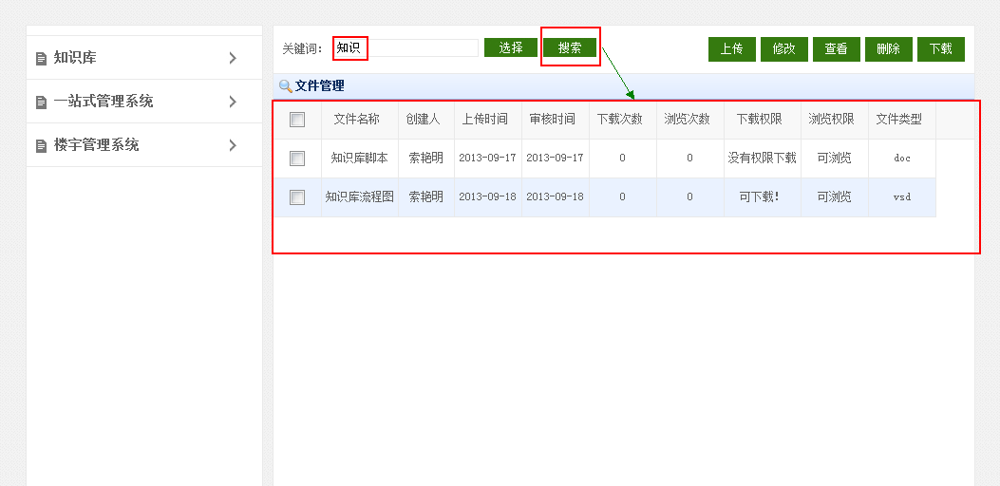 知识库
一站式管理系统
楼宇管理系统
关键词: 知识 选择 搜索 上传 修改 查看 删除 下载
文件管理
文件名称 创建人 上传时间 审核时间 下载次数 浏览次数 下载权限 浏览权限 文件类型
知识库脚本 索艳明 2013-09-17 2013-09-17 0 0 没有权限下载 可浏览 doc
知识库流程图 索艳明 2013-09-18 2013-09-18 0 0 可下载! 可浏览 vsd